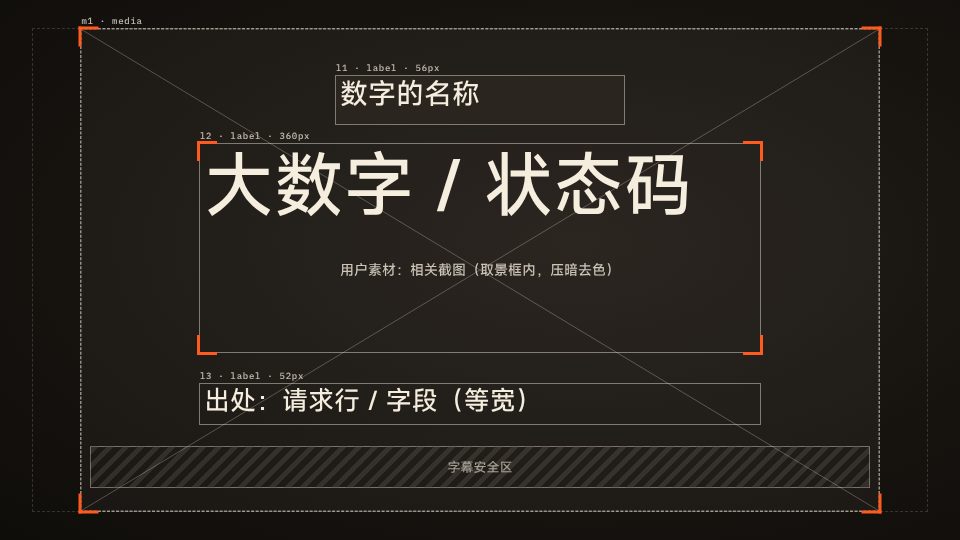 m1 · media
l1 · label · 56px
数字的名称
l2 · label · 360px
大数字 / 状态码
用户素材：相关截图（取景框内，压暗去色）
l3 · label · 52px
出处：请求行 / 字段（等宽）
字幕安全区